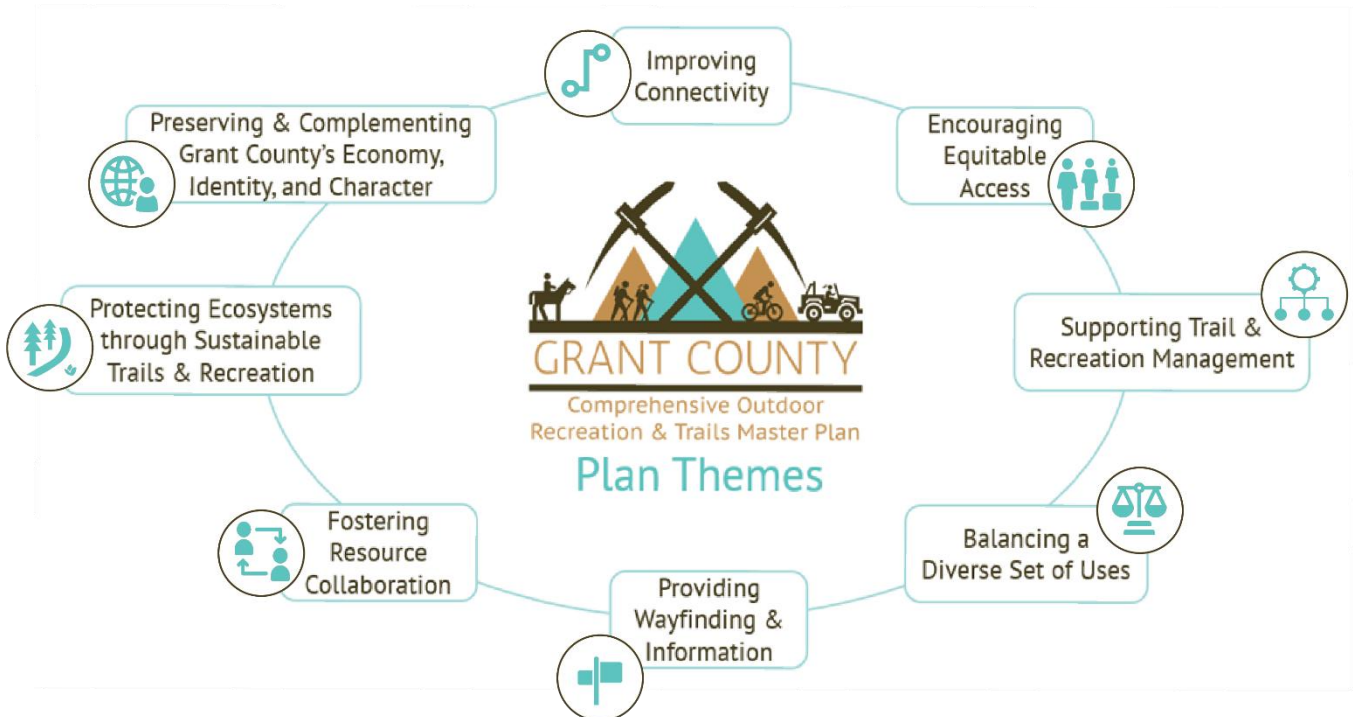 Improving
Connectivity
Encouraging
Equitable
Access
Supporting Trail &
Recreation Management
Balancing a
Diverse Set of Uses
Providing
Wayfinding &
Information
Fostering
Resource
Collaboration
Protecting Ecosystems
through Sustainable
Trails & Recreation
Preserving & Complementing
Grant County's Economy,
Identity, and Character
GRANT COUNTY
Comprehensive Outdoor
Recreation & Trails Master Plan
Plan Themes